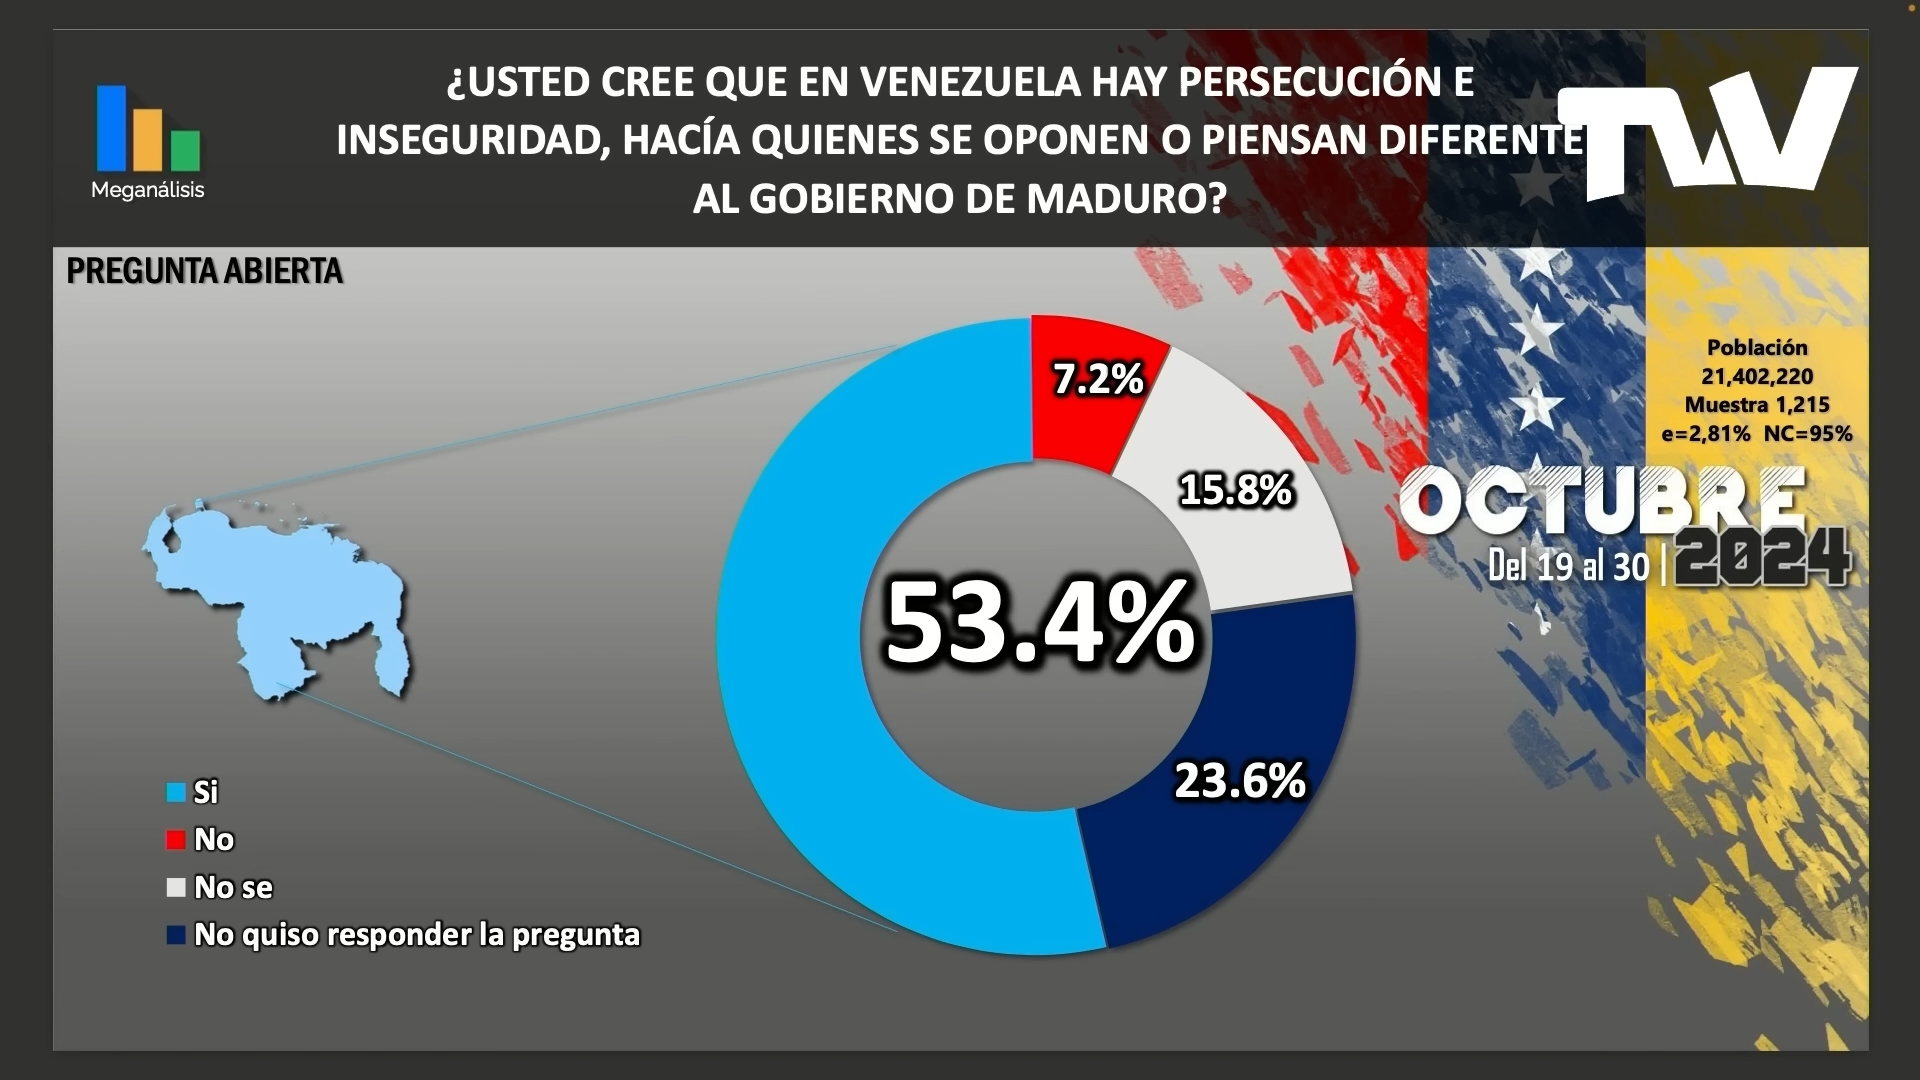 ¿USTED CREE QUE EN VENEZUELA HAY PERSECUCIÓN E
INSEGURIDAD, HACÍA QUIENES SE OPONEN O PIENSAN DIFERENTE
AL GOBIERNO DE MADURO?
Meganálisis
TVV
PREGUNTA ABIERTA
7.2%
15.8%
53.4%
23.6%
Población
21,402,220
Muestra 1,215
e=2,81% NC=95%
OCTUBRE
Del 19 al 30 | 2024
Si
No
No se
No quiso responder la pregunta